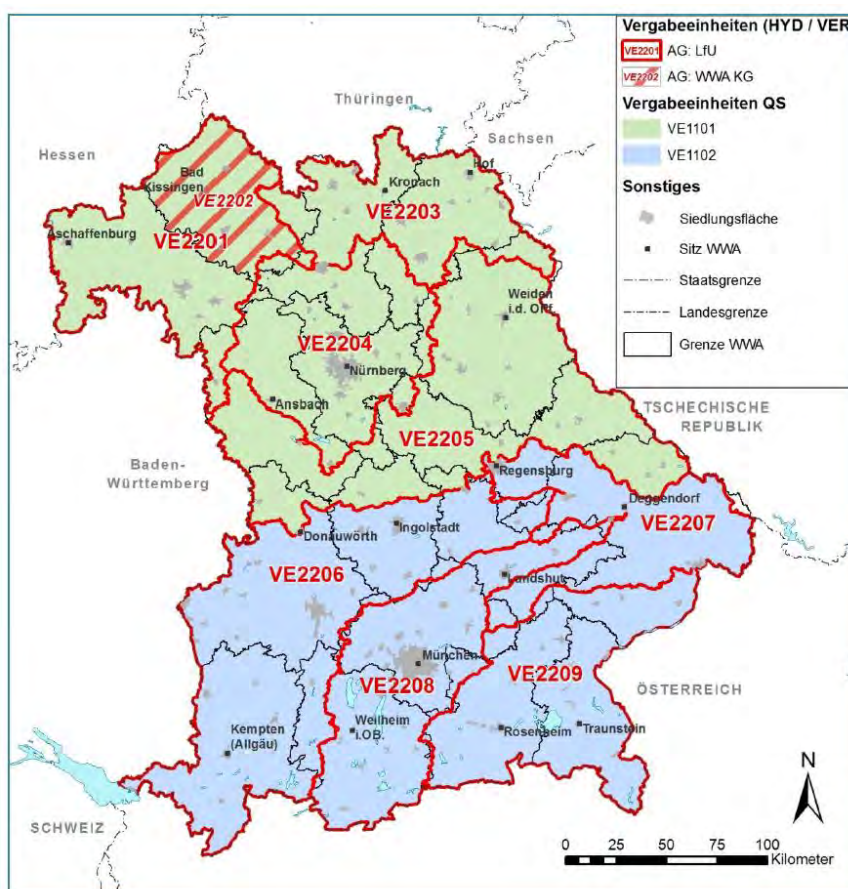 Vergabeeinheiten (HYD / VER
VE2201 AG: LfU
VE2202 AG: WWA KG
Vergabeeinheiten QS
VE1101
VE1102
Sonstiges
Siedlungsfläche
Sitz WWA
Staatsgrenze
Landesgrenze
Grenze WWA
Thüringen
Sachsen
Hessen
Hof
Bad
Kissingen
Kronach
VE2202
VE2203
Aschaffenburg
VE2201
Weiden
i.d. OPf.
VE2204
Nürnberg
Ansbach
TSCHECHISCHE
REPUBLIK
VE2205
Baden-
Württemberg
Regensburg
Deggendorf
Ingolstadt
VE2207
Donauwörth
VE2206
Landshut
München
VE2208
VE2209
ÖSTERREICH
Kempten
(Allgäu)
Weilheim
i.OB.
Rosenheim
Traunstein
N
SCHWEIZ
0 25 50 75 100
Kilometer